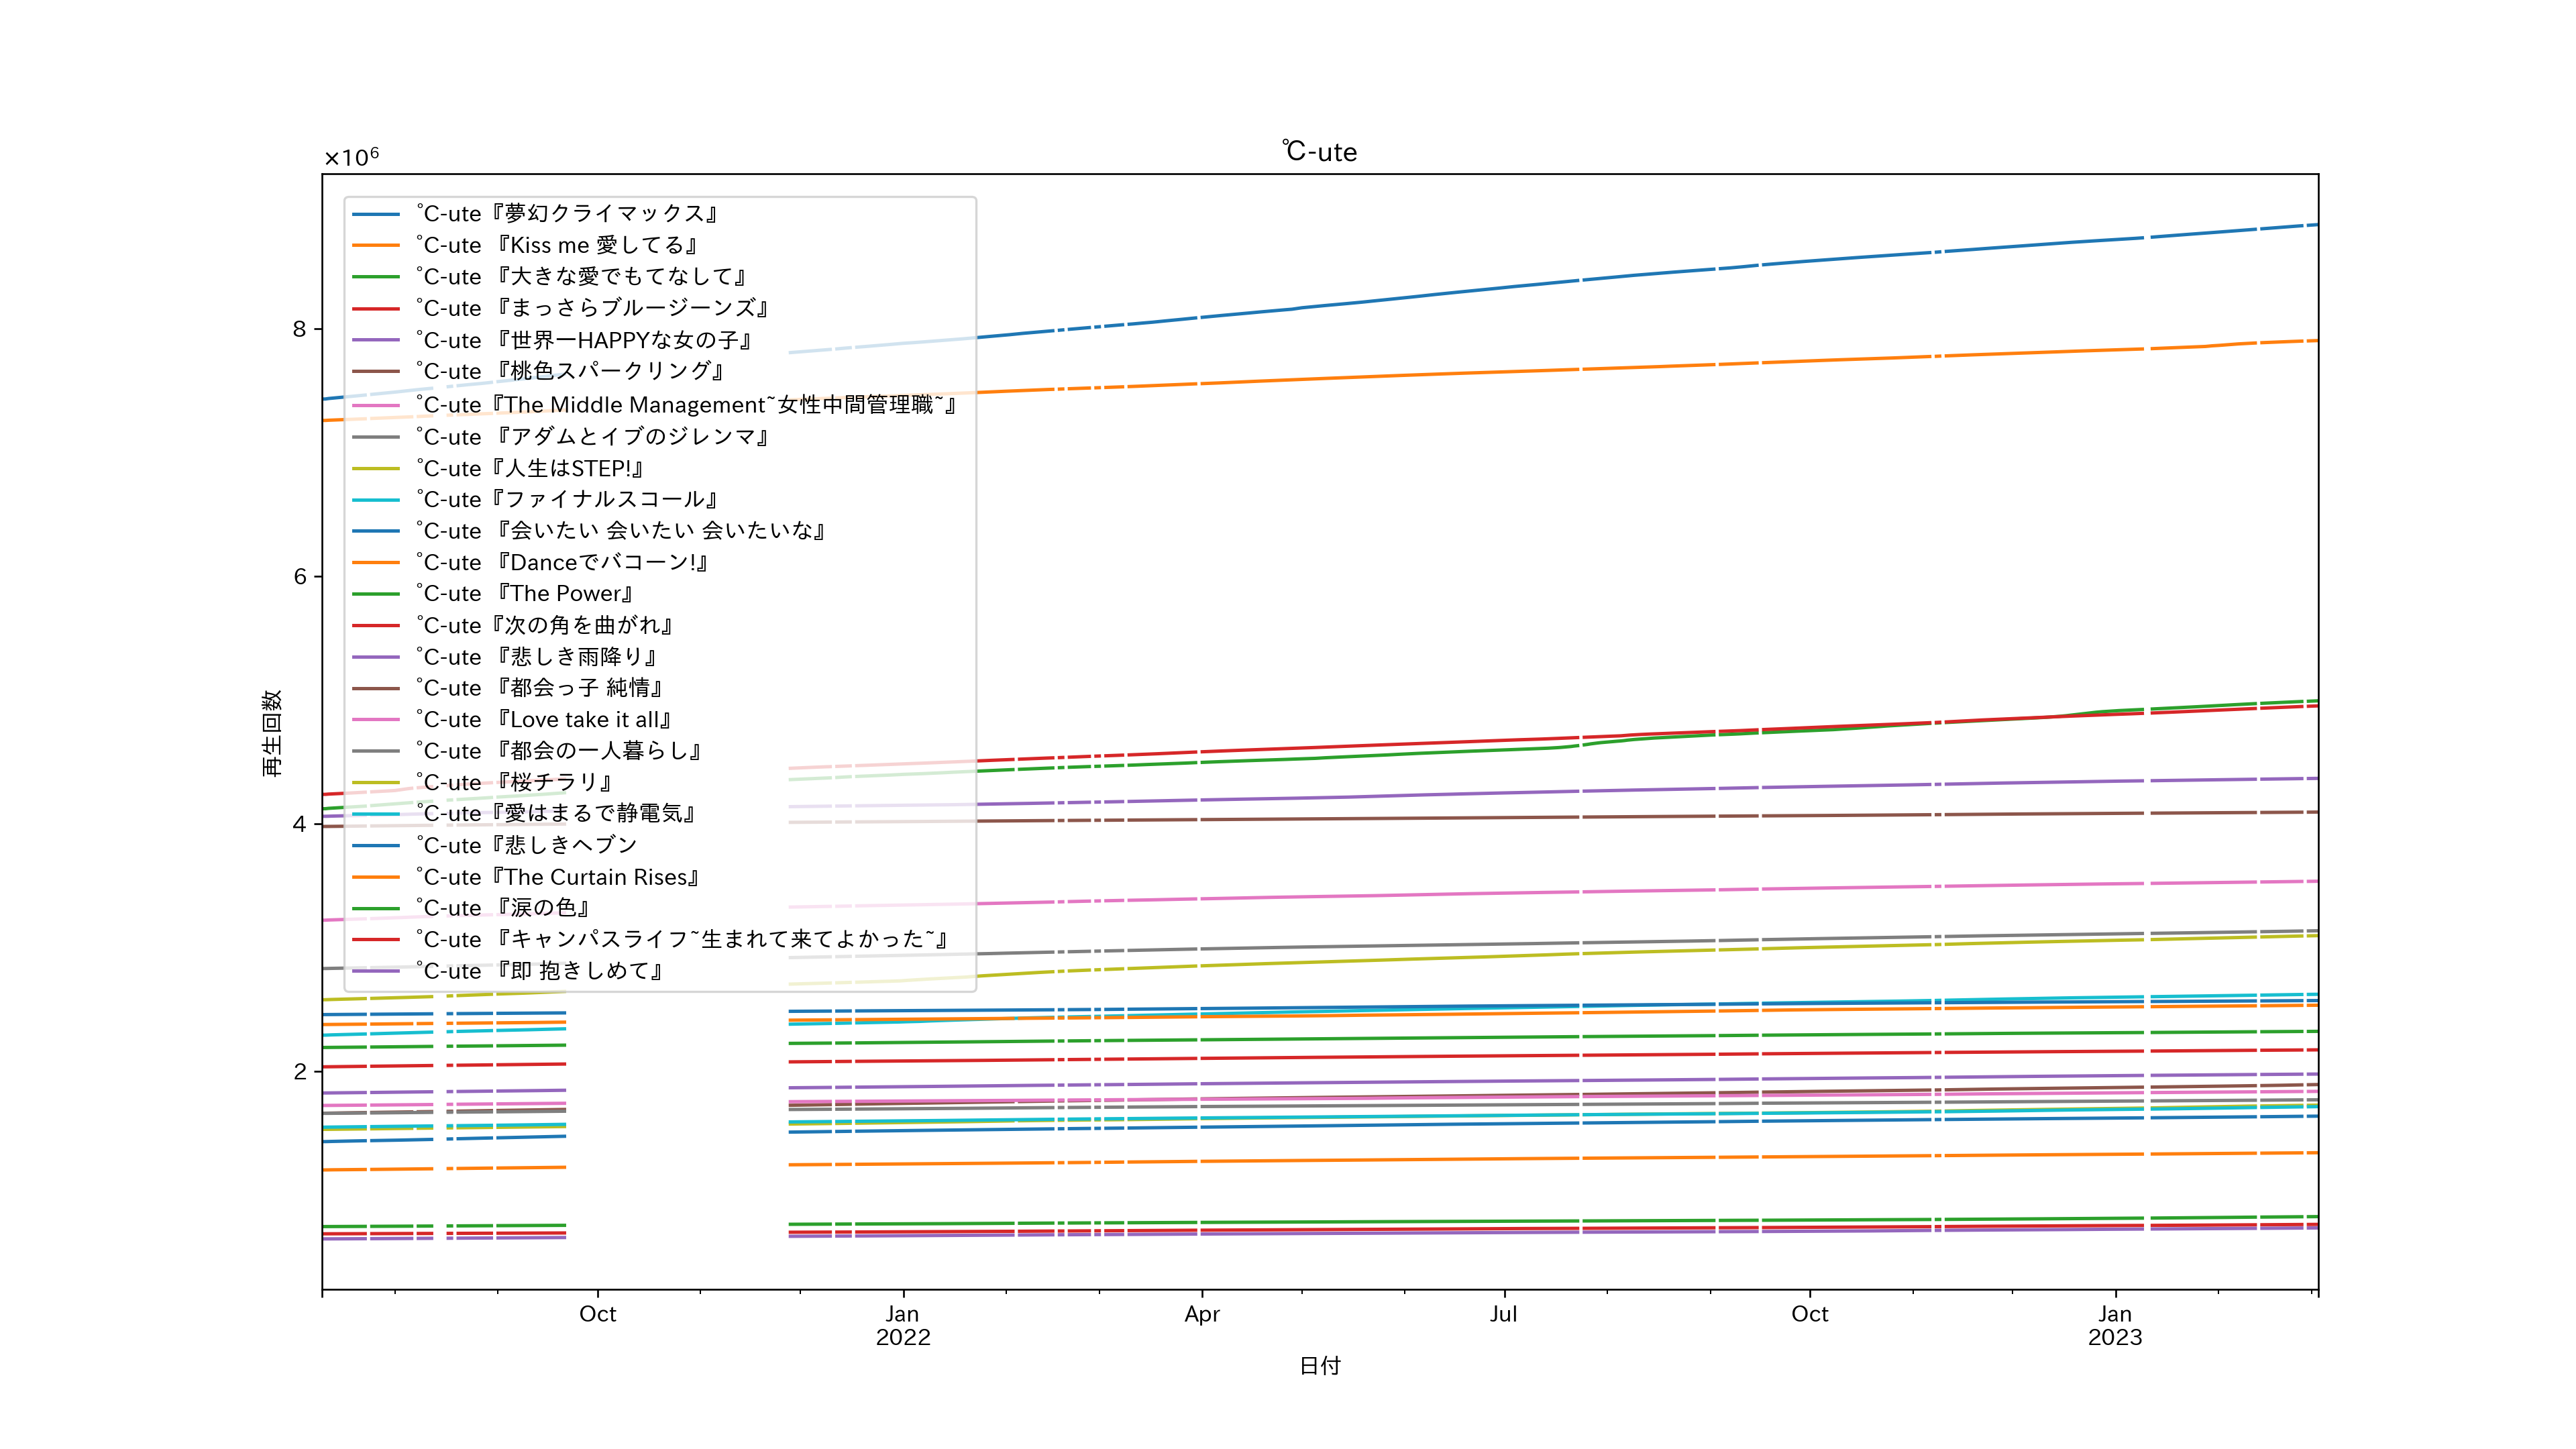 ℃-ute
×10⁶
8
6
4
2
再生回数
℃-ute『夢幻クライマックス』
℃-ute 『Kiss me 愛してる』
℃-ute 『大きな愛でもてなして』
℃-ute 『まっさらブルージーンズ』
℃-ute 『世界一HAPPYな女の子』
℃-ute 『桃色スパークリング』
℃-ute『The Middle Management~女性中間管理職~』
℃-ute 『アダムとイブのジレンマ』
℃-ute『人生はSTEP!』
℃-ute『ファイナルスコール』
℃-ute 『会いたい 会いたい 会いたいな』
℃-ute 『Danceでバコーン!』
℃-ute 『The Power』
℃-ute『次の角を曲がれ』
℃-ute 『悲しき雨降り』
℃-ute 『都会っ子 純情』
℃-ute 『Love take it all』
℃-ute 『都会の一人暮らし』
℃-ute 『桜チラリ』
℃-ute『愛はまるで静電気』
℃-ute『悲しきヘブン
℃-ute『The Curtain Rises』
℃-ute 『涙の色』
℃-ute 『キャンパスライフ~生まれて来てよかった~』
℃-ute 『即 抱きしめて』
Oct
Jan
2022
Apr
Jul
Oct
Jan
2023
日付